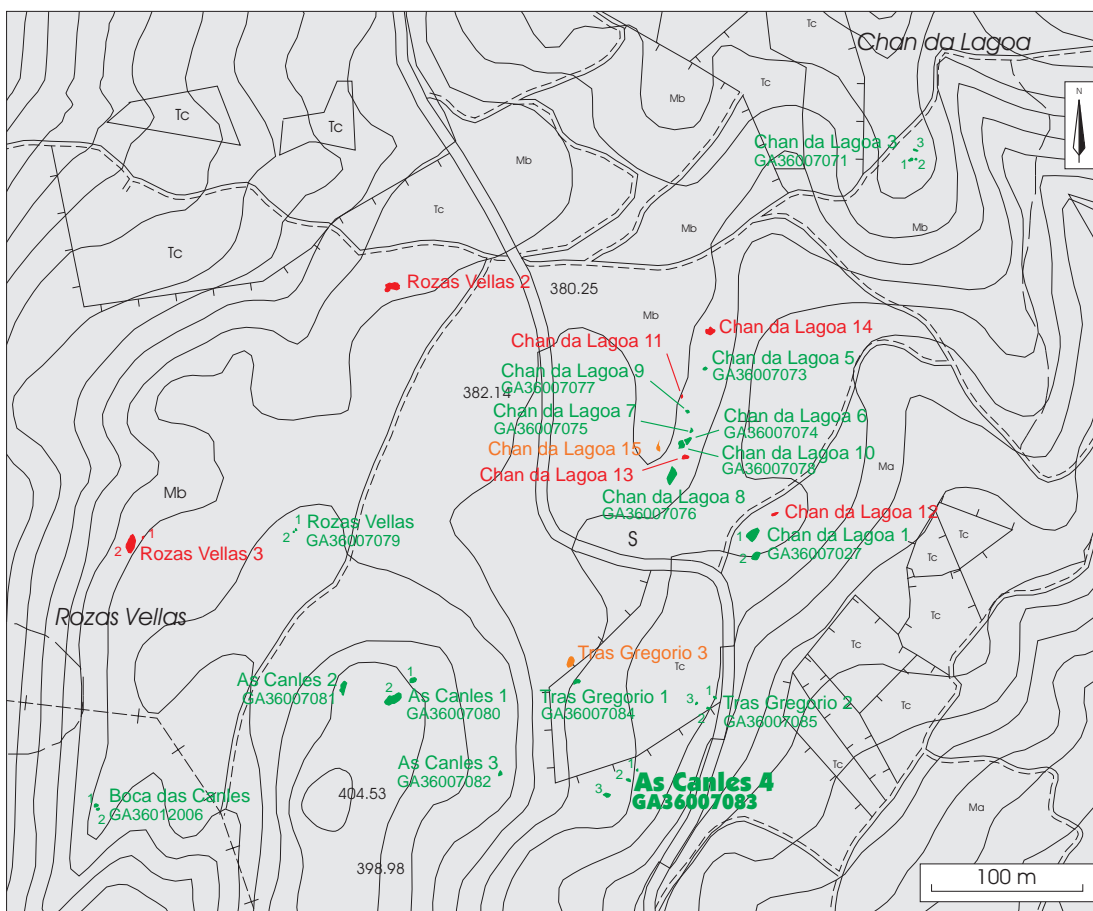 Chan da Lagoa
N
Tc
Tc
Mb
Tc
Mb
Chan da Lagoa 3
GA36007071
3
1 2
Tc
Mb
Mb
Tc
Rozas Vellas 2
380.25
Mb
Chan da Lagoa 14
Chan da Lagoa 11
Chan da Lagoa 5
GA36007073
Chan da Lagoa 9
GA36007077
382.14
Chan da Lagoa 7
GA36007075
Chan da Lagoa 6
GA36007074
Chan da Lagoa 15
Chan da Lagoa 10
GA36007078
Ma
Chan da Lagoa 13
Chan da Lagoa 8
GA36007076
Mb
Chan da Lagoa 12
1
2
Rozas Vellas
GA36007079
1
2
Chan da Lagoa 1
GA36007027
S
1
2
Rozas Vellas 3
Tc
Tc
Rozas Vellas
Tc
Tras Gregorio 3
Tc
Tc
As Canles 2
GA36007081
1
2
As Canles 1
GA36007080
Tras Gregorio 1
GA36007084
1
3
2
Tras Gregorio 2
GA36007085
Tc
Tc
As Canles 3
GA36007082
1
2
3
As Canles 4
GA36007083
1
2
Boca das Canles
GA36012006
404.53
Ma
398.98
100 m